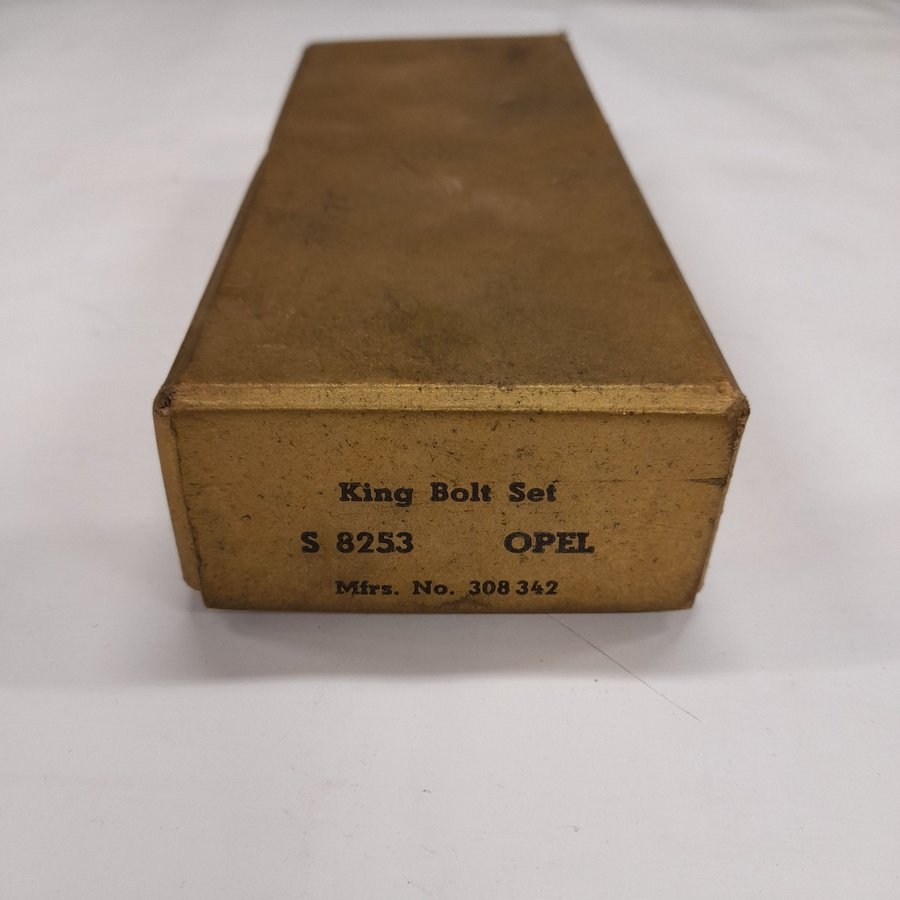 King Bolt Set
S 8253 OPEL
Mfrs. No. 308 342